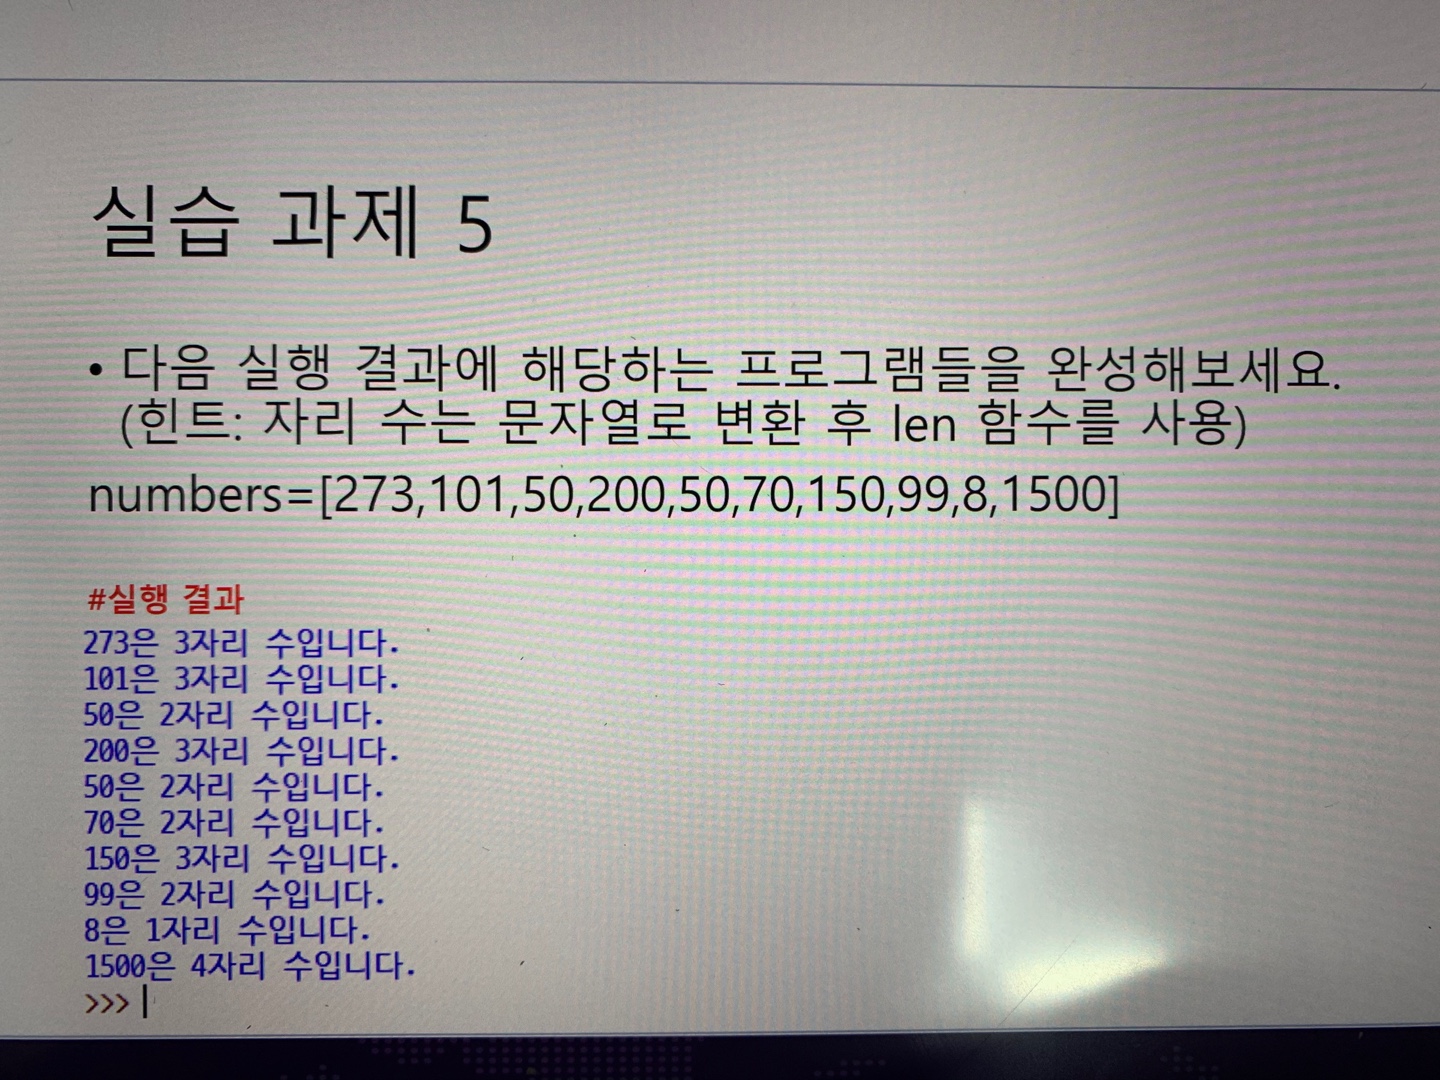 실습 과제 5
• 다음 실행 결과에 해당하는 프로그램들을 완성해보세요.
(힌트: 자리 수는 문자열로 변환 후 len 함수를 사용)
numbers=[273,101,50,200,50,70,150,99,8,1500]
#실행 결과
273은 3자리 수입니다.
101은 3자리 수입니다.
50은 2자리 수입니다.
200은 3자리 수입니다.
50은 2자리 수입니다.
70은 2자리 수입니다.
150은 3자리 수입니다.
99은 2자리 수입니다.
8은 1자리 수입니다.
1500은 4자리 수입니다.
>>>